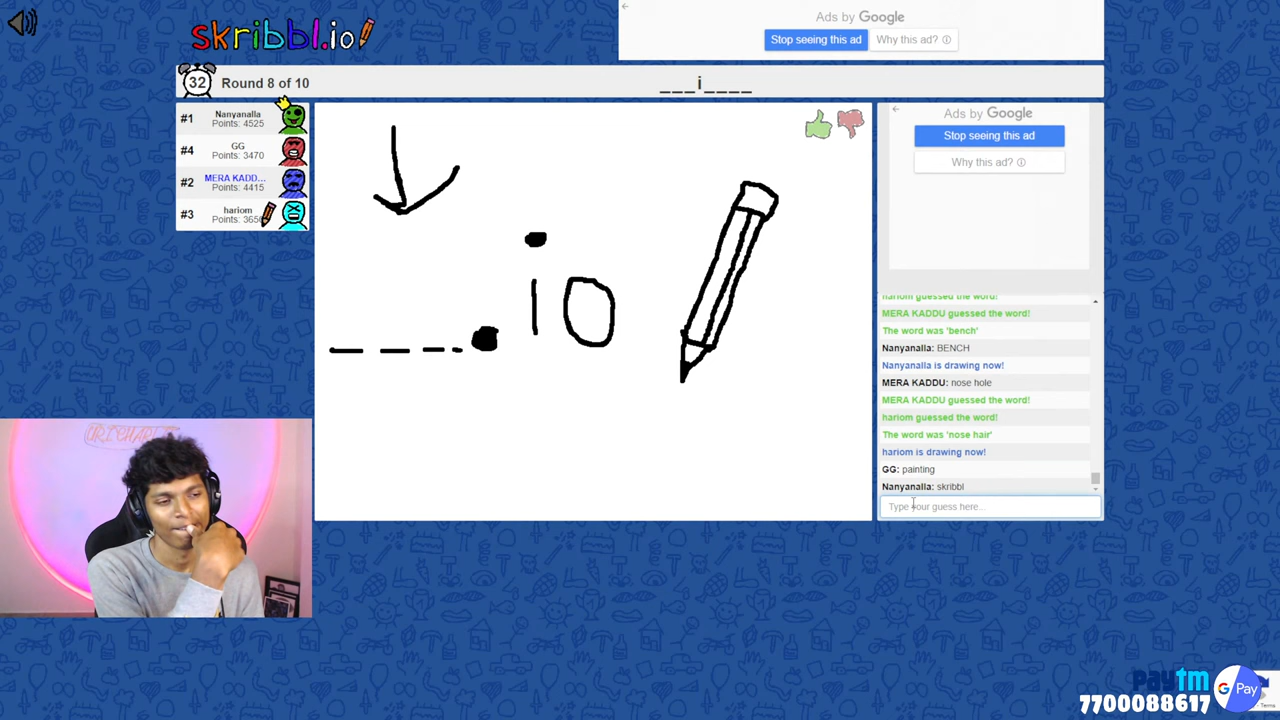 Ads by Google
Stop seeing this ad
Why this ad?
skribbl.io
32
Round 8 of 10
___i____
#1
Nanyanalla
Points: 4525
#4
GG
Points: 3470
#2
MERA KADD...
Points: 4415
#3
hariom
.io
Ads by Google
Stop seeing this ad
Why this ad?
hariom guessed the word!
MERA KADDU guessed the word!
The word was 'bench'
Nanyanalla: BENCH
Nanyanalla is drawing now!
MERA KADDU: nose hole
MERA KADDU guessed the word!
hariom guessed the word!
The word was 'nose hair'
hariom is drawing now!
GG: painting
Nanyanalla: skribbl
Type your guess here...
paytm
G Pay
7700088617